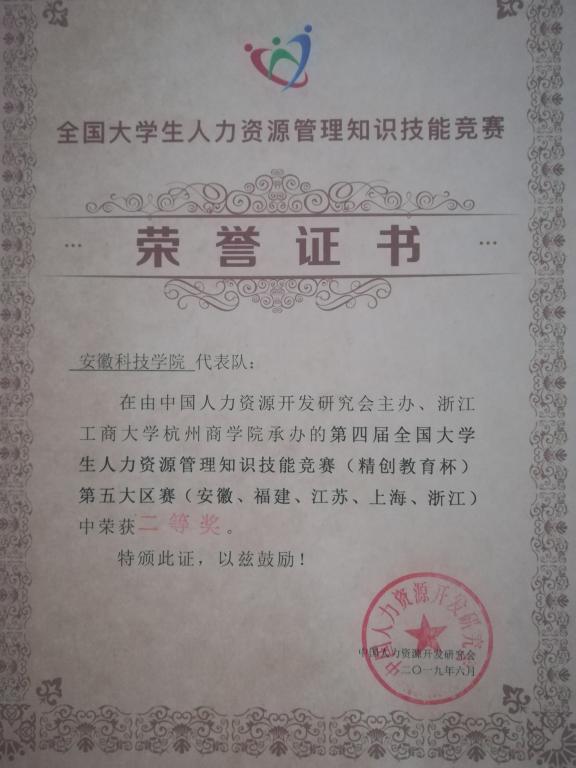 全国大学生人力资源管理知识技能竞赛
荣誉证书
安徽科技学院 代表队：
在由中国人力资源开发研究会主办、浙江
工商大学杭州商学院承办的第四届全国大学
生人力资源管理知识技能竞赛（精创教育杯）
第五大区赛（安徽、福建、江苏、上海、浙江）
中荣获二等奖。
特颁此证，以兹鼓励！
中国人力资源开发研究会
中国人力资源开发研究会
二〇一九年六月